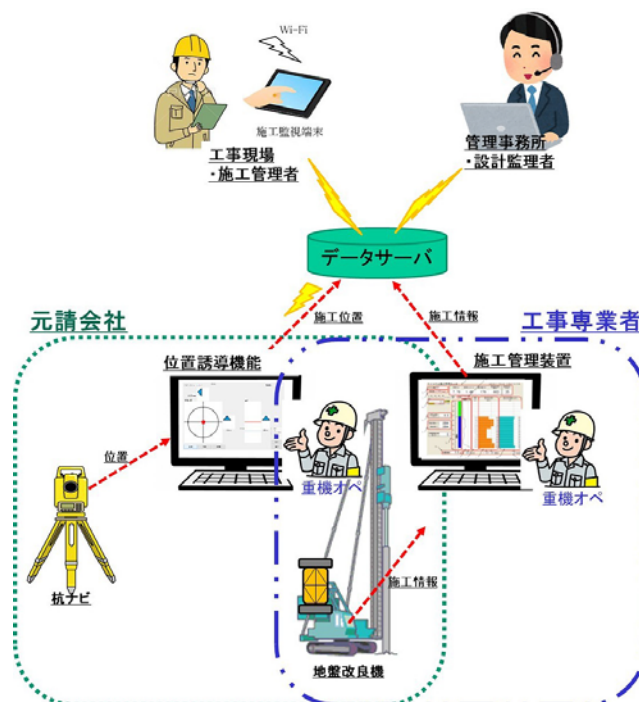 Wi-Fi
施工監視端末
工事現場
・施工管理者
管理事務所
・設計監理者
データサーバ
元請会社
施工位置
施工情報
工事専業者
位置誘導機能
施工管理装置
位置
重機オペ
重機オペ
杭ナビ
施工情報
地盤改良機